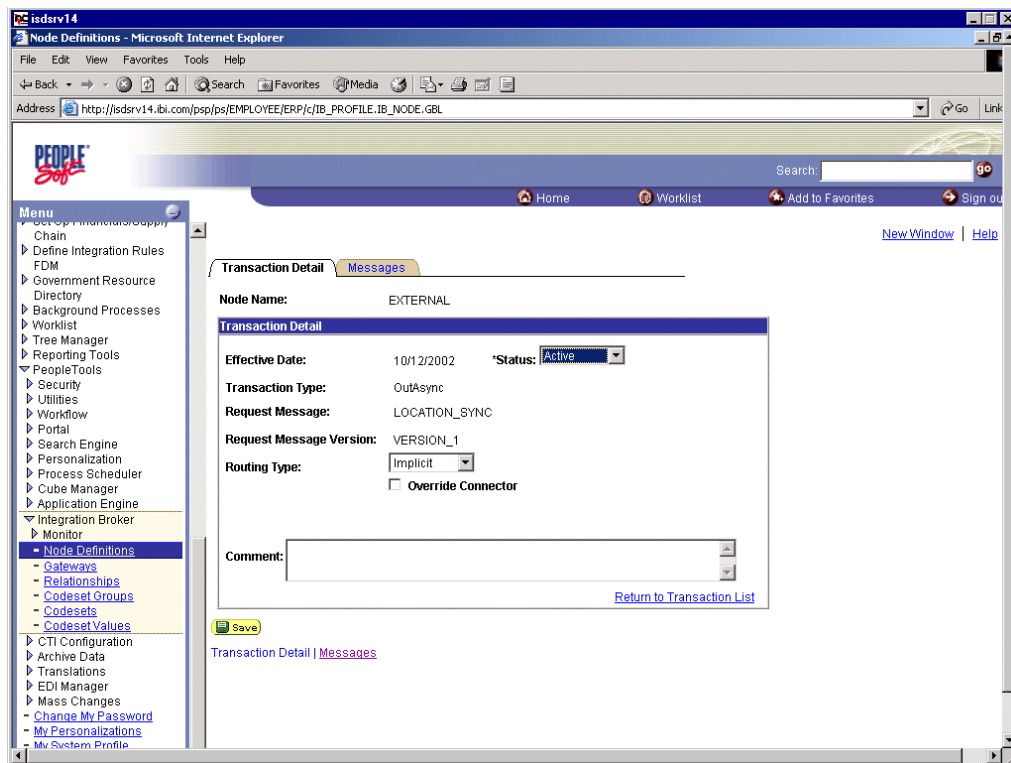 isdsrv14
Node Definitions - Microsoft Internet Explorer
File Edit View Favorites Tools Help
Back Search Favorites Media
Address http://isdsrv14.ibi.com/psp/ps/EMPLOYEE/ERP/c/IB_PROFILE.IB_NODE.GBL Go Link
PEOPLE Soft
Search: go
Home Worklist Add to Favorites Sign ou
Menu
New Window | Help
Set Up Financials/Supply
Chain
Define Integration Rules
FDM
Government Resource
Directory
Background Processes
Worklist
Tree Manager
Reporting Tools
PeopleTools
Security
Utilities
Workflow
Portal
Search Engine
Personalization
Process Scheduler
Cube Manager
Application Engine
Integration Broker
Monitor
- Node Definitions
- Gateways
- Relationships
- Codeset Groups
- Codesets
- Codeset Values
CTI Configuration
Archive Data
Translations
EDI Manager
Mass Changes
- Change My Password
- My Personalizations
- My System Profile
Transaction Detail Messages
Node Name: EXTERNAL
Transaction Detail
Effective Date: 10/12/2002 *Status: Active
Transaction Type: OutAsync
Request Message: LOCATION_SYNC
Request Message Version: VERSION_1
Routing Type: Implicit
Override Connector
Comment:
Return to Transaction List
Save
Transaction Detail | Messages